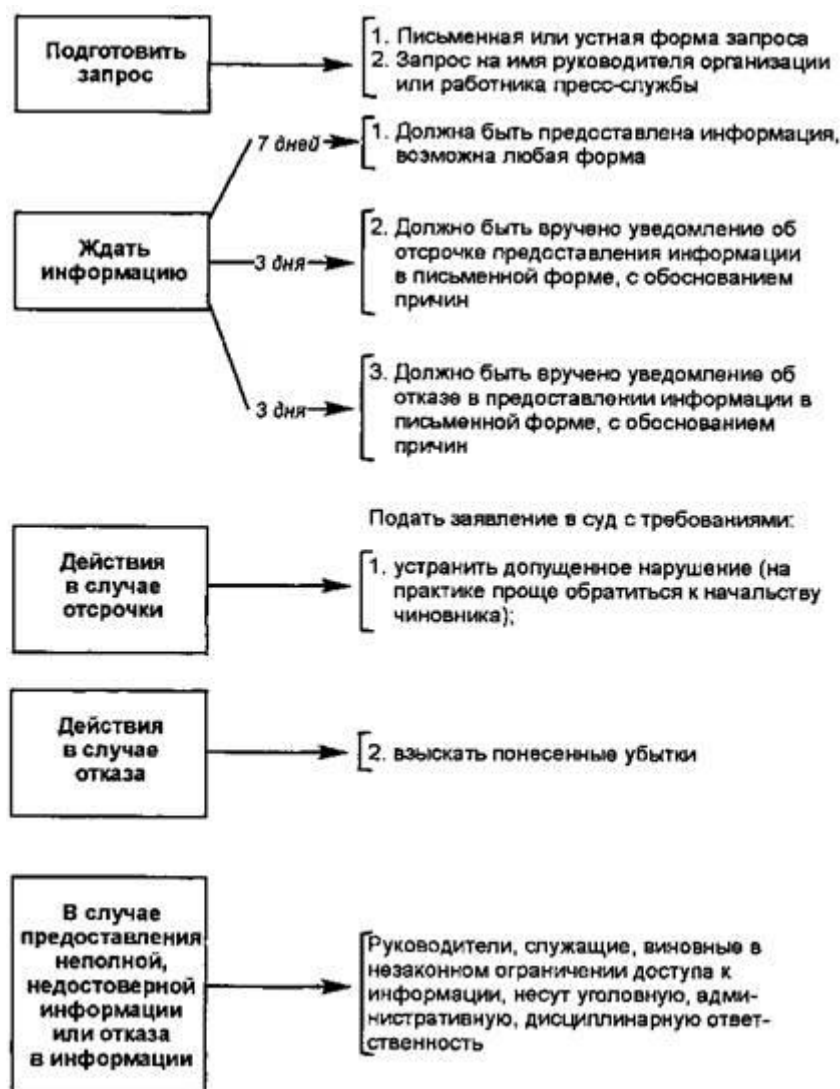 Подготовить
запрос
1. Письменная или устная форма запроса
2. Запрос на имя руководителя организации
или работника пресс-службы
7 дней
1. Должна быть предоставлена информация,
возможна любая форма
Ждать
информацию
3 дня
2. Должно быть вручено уведомление об
отсрочке предоставления информации
в письменной форме, с обоснованием
причин
3 дня
3. Должно быть вручено уведомление об
отказе в предоставлении информации в
письменной форме, с обоснованием
причин
Подать заявление в суд с требованиями:
Действия
в случае
отсрочки
1. устранить допущенное нарушение (на
практике проще обратиться к начальству
чиновника);
Действия
в случае
отказа
2. взыскать понесенные убытки
В случае
предоставления
неполной,
недостоверной
информации
или отказа
в информации
Руководители, служащие, виновные в
незаконном ограничении доступа к
информации, несут уголовную, адми-
нистративную, дисциплинарную ответ-
ственность